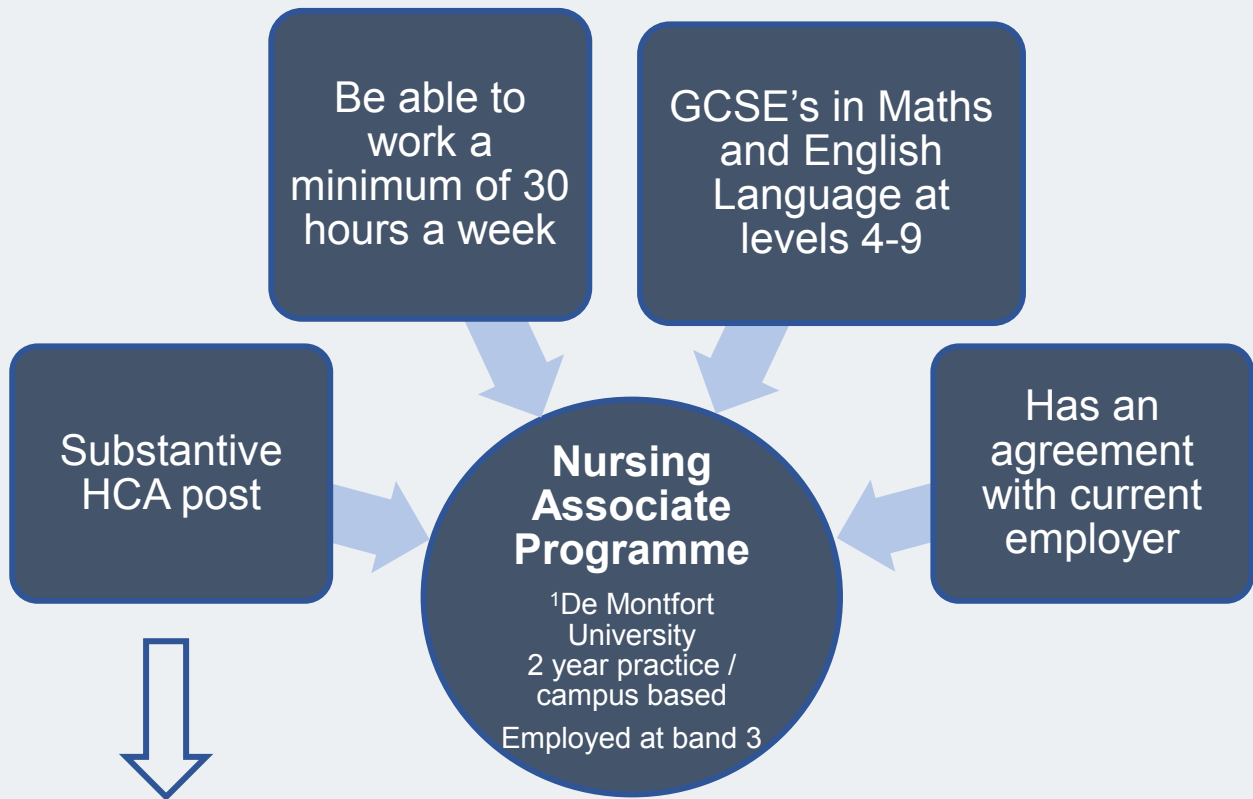 Be able to
work a
minimum of 30
hours a week
GCSE’s in Maths
and English
Language at
levels 4-9
Substantive
HCA post
Nursing
Associate
Programme
¹De Montfort
University
2 year practice /
campus based
Employed at band 3
Has an
agreement
with current
employer